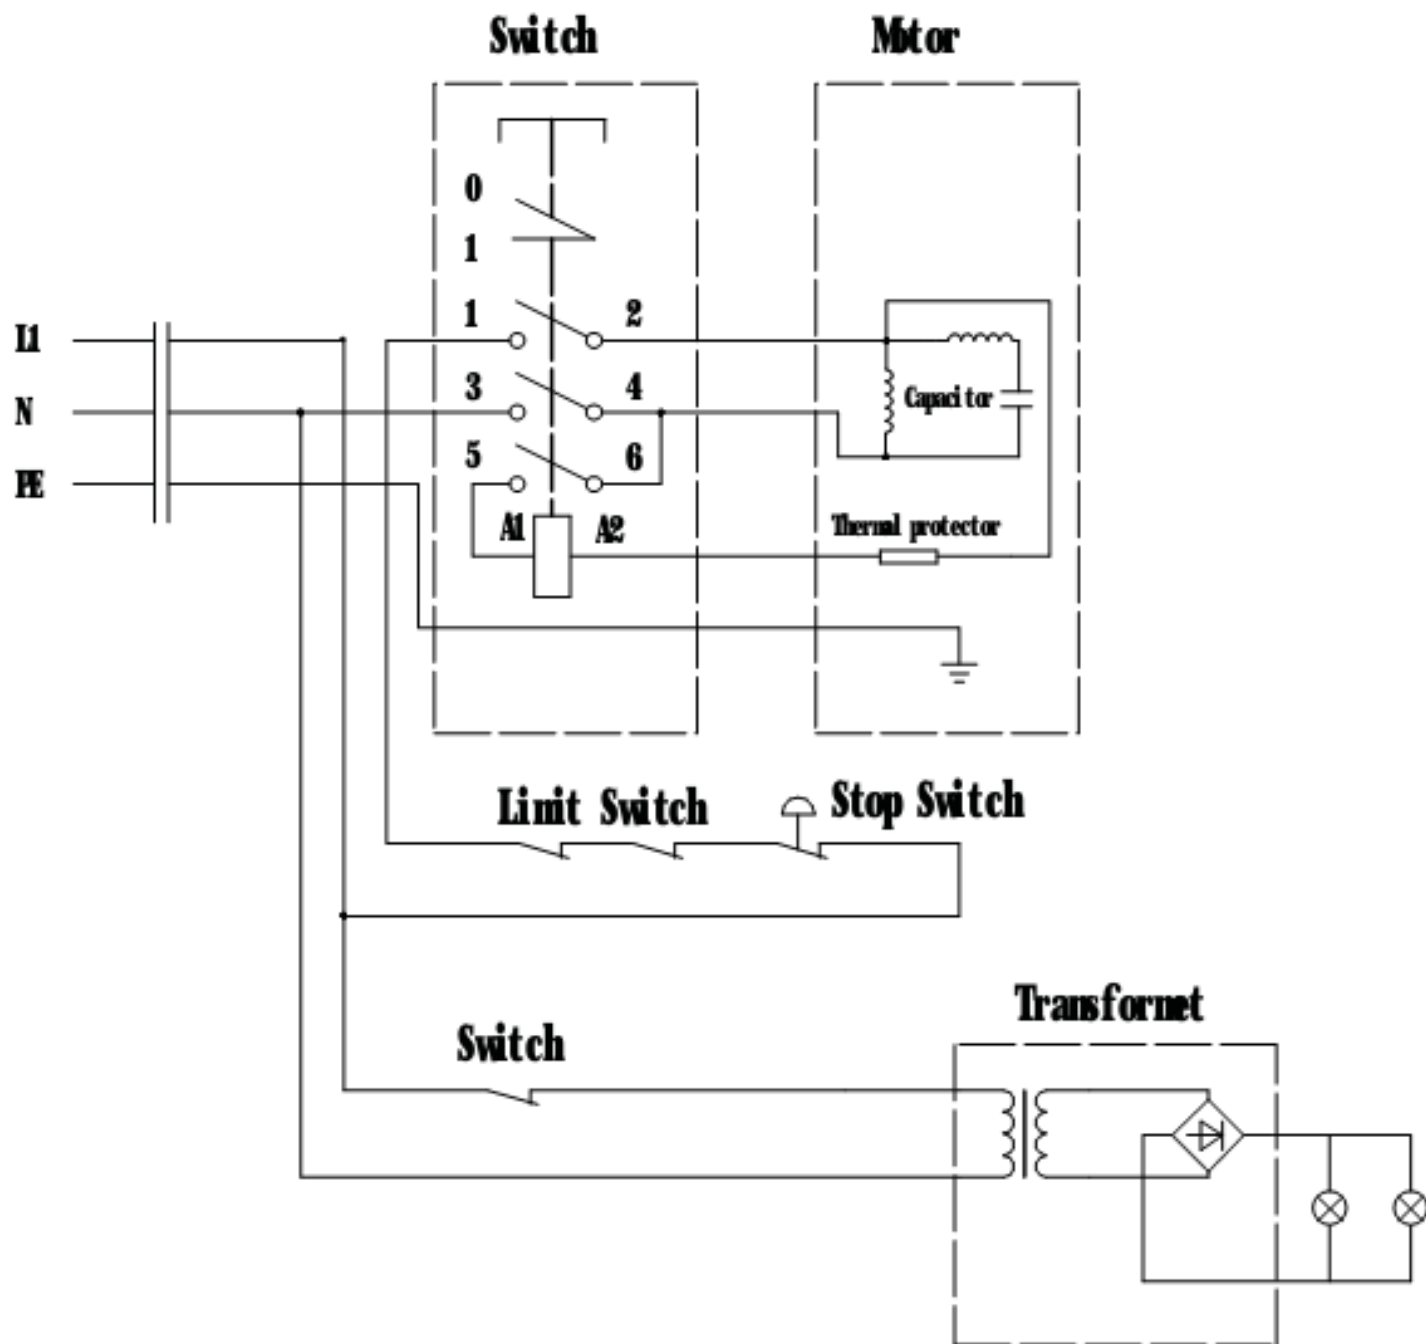 Switch Motor
0
1
L1 1 2
N 3 4 Capacitor
PE 5 6
A1 A2 Thermal protector
Limit Switch Stop Switch
Transformet
Switch